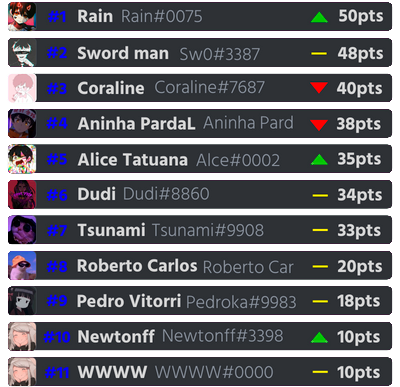 #1 Rain Rain#0075 50pts
#2 Sword man Sw0#3387 48pts
#3 Coraline Coraline#7687 40pts
#4 Aninha PardaL Aninha Pard 38pts
#5 Alice Tatuana Alce#0002 35pts
#6 Dudi Dudi#8860 34pts
#7 Tsunami Tsunami#9908 33pts
#8 Roberto Carlos Roberto Car 20pts
#9 Pedro Vitorri Pedroka#9983 18pts
#10 Newtonff Newtonff#3398 10pts
#11 WWWW WWWW#0000 10pts